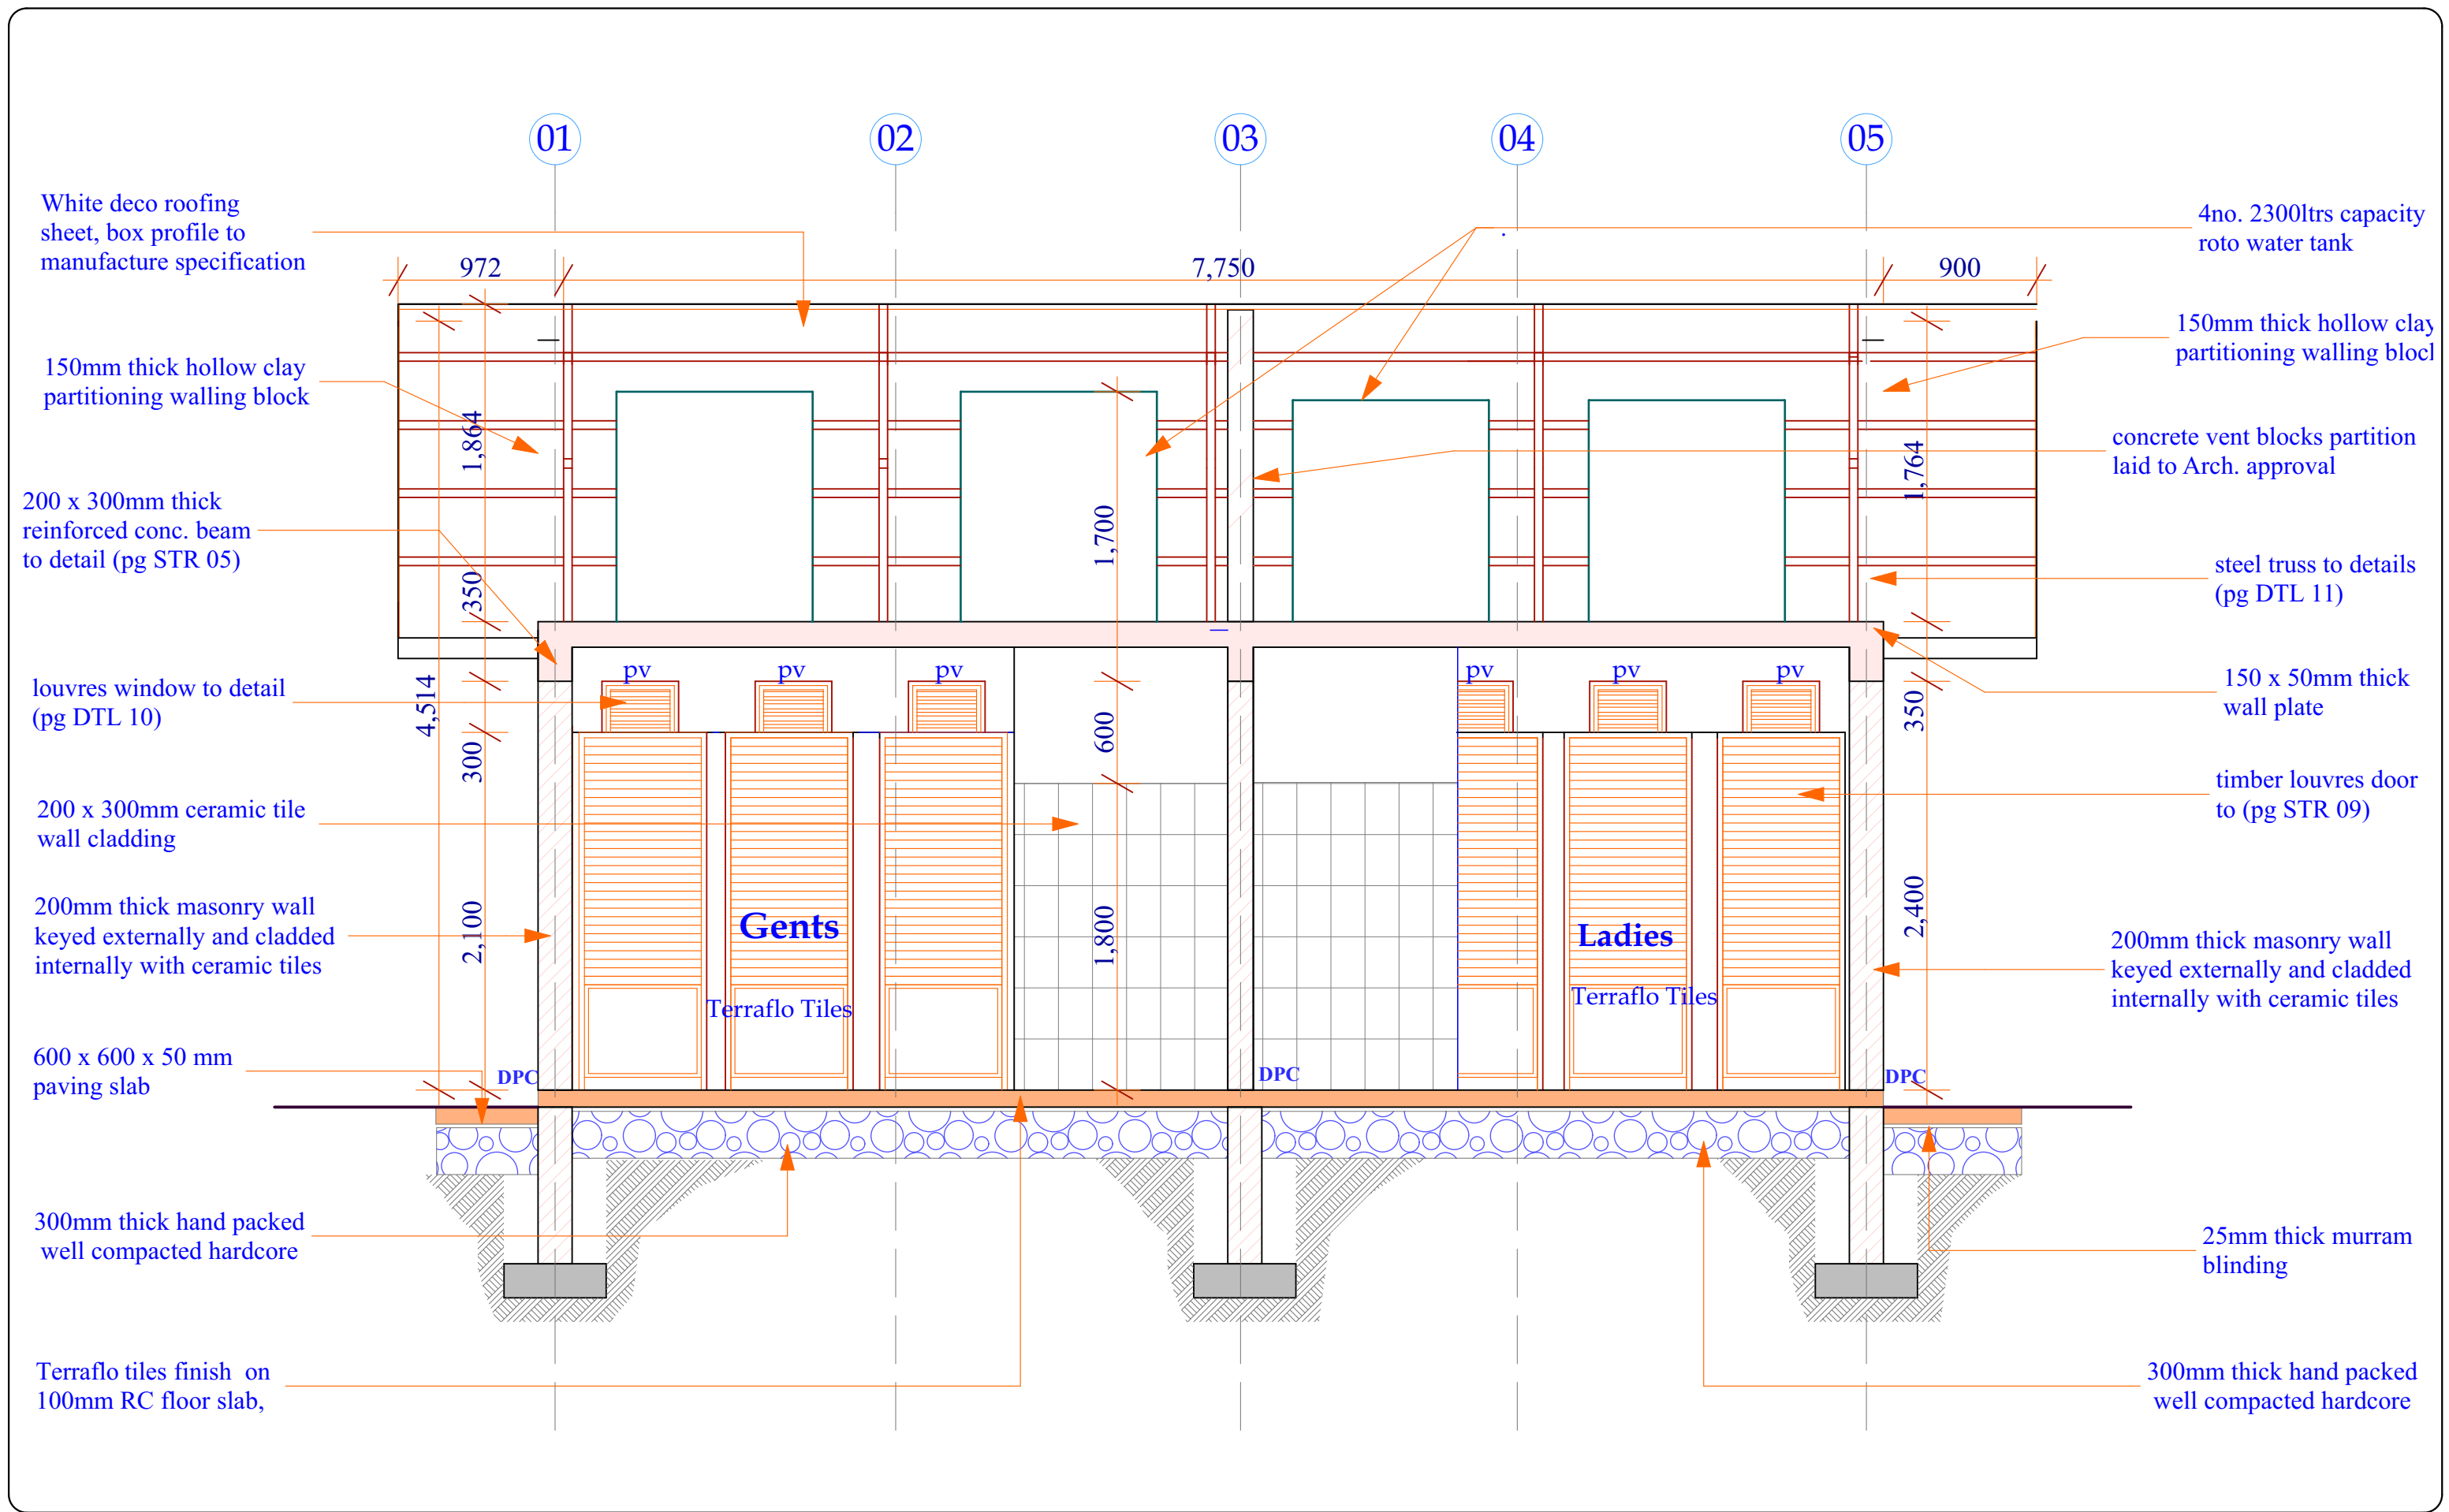 01
02
03
04
05
White deco roofing
sheet, box profile to
manufacture specification
4no. 2300ltrs capacity
roto water tank
972
7,750
900
150mm thick hollow clay
partitioning walling block
150mm thick hollow clay
partitioning walling block
1,864
1,764
concrete vent blocks partition
laid to Arch. approval
200 x 300mm thick
reinforced conc. beam
to detail (pg STR 05)
350
1,700
steel truss to details
(pg DTL 11)
louvres window to detail
(pg DTL 10)
4,514
pv
pv
pv
pv
pv
pv
150 x 50mm thick
wall plate
350
300
600
timber louvres door
to (pg STR 09)
200 x 300mm ceramic tile
wall cladding
200mm thick masonry wall
keyed externally and cladded
internally with ceramic tiles
2,100
Gents
1,800
Ladies
2,400
200mm thick masonry wall
keyed externally and cladded
internally with ceramic tiles
Terraflo Tiles
Terraflo Tiles
600 x 600 x 50 mm
paving slab
DPC
DPC
DPC
300mm thick hand packed
well compacted hardcore
25mm thick murram
blinding
Terraflo tiles finish on
100mm RC floor slab,
300mm thick hand packed
well compacted hardcore